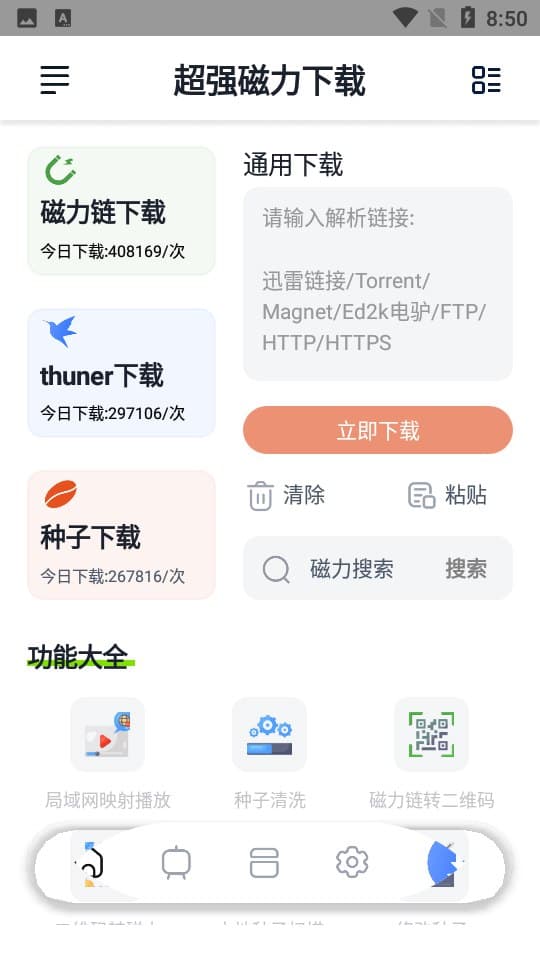 8:50
超强磁力下载
磁力链下载
今日下载:408169/次
thuner下载
今日下载:297106/次
种子下载
今日下载:267816/次
通用下载
请输入解析链接:
迅雷链接/Torrent/
Magnet/Ed2k电驴/FTP/
HTTP/HTTPS
立即下载
清除
粘贴
磁力搜索
搜索
功能大全
局域网映射播放
种子清洗
磁力链转二维码